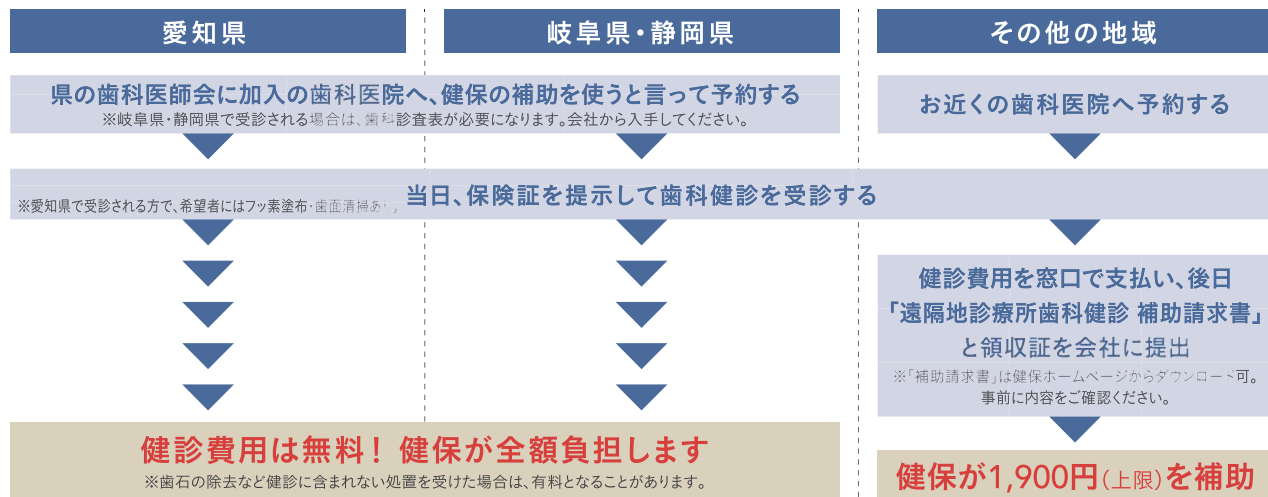 愛知県
岐阜県・静岡県
その他の地域
県の歯科医師会に加入の歯科医院へ、健保の補助を使うと言って予約する
※岐阜県・静岡県で受診される場合は、歯科診査表が必要になります。会社から入手してください。
お近くの歯科医院へ予約する
当日、保険証を提示して歯科健診を受診する
※愛知県で受診される方で、希望者にはフッ素塗布・歯面清掃あり。
健診費用を窓口で支払い、後日
「遠隔地診療所歯科健診 補助請求書」
と領収証を会社に提出
※「補助請求書」は健保ホームページからダウンロード可。
事前に内容をご確認ください。
健診費用は無料！ 健保が全額負担します
※歯石の除去など健診に含まれない処置を受けた場合は、有料となることがあります。
健保が1,900円（上限）を補助